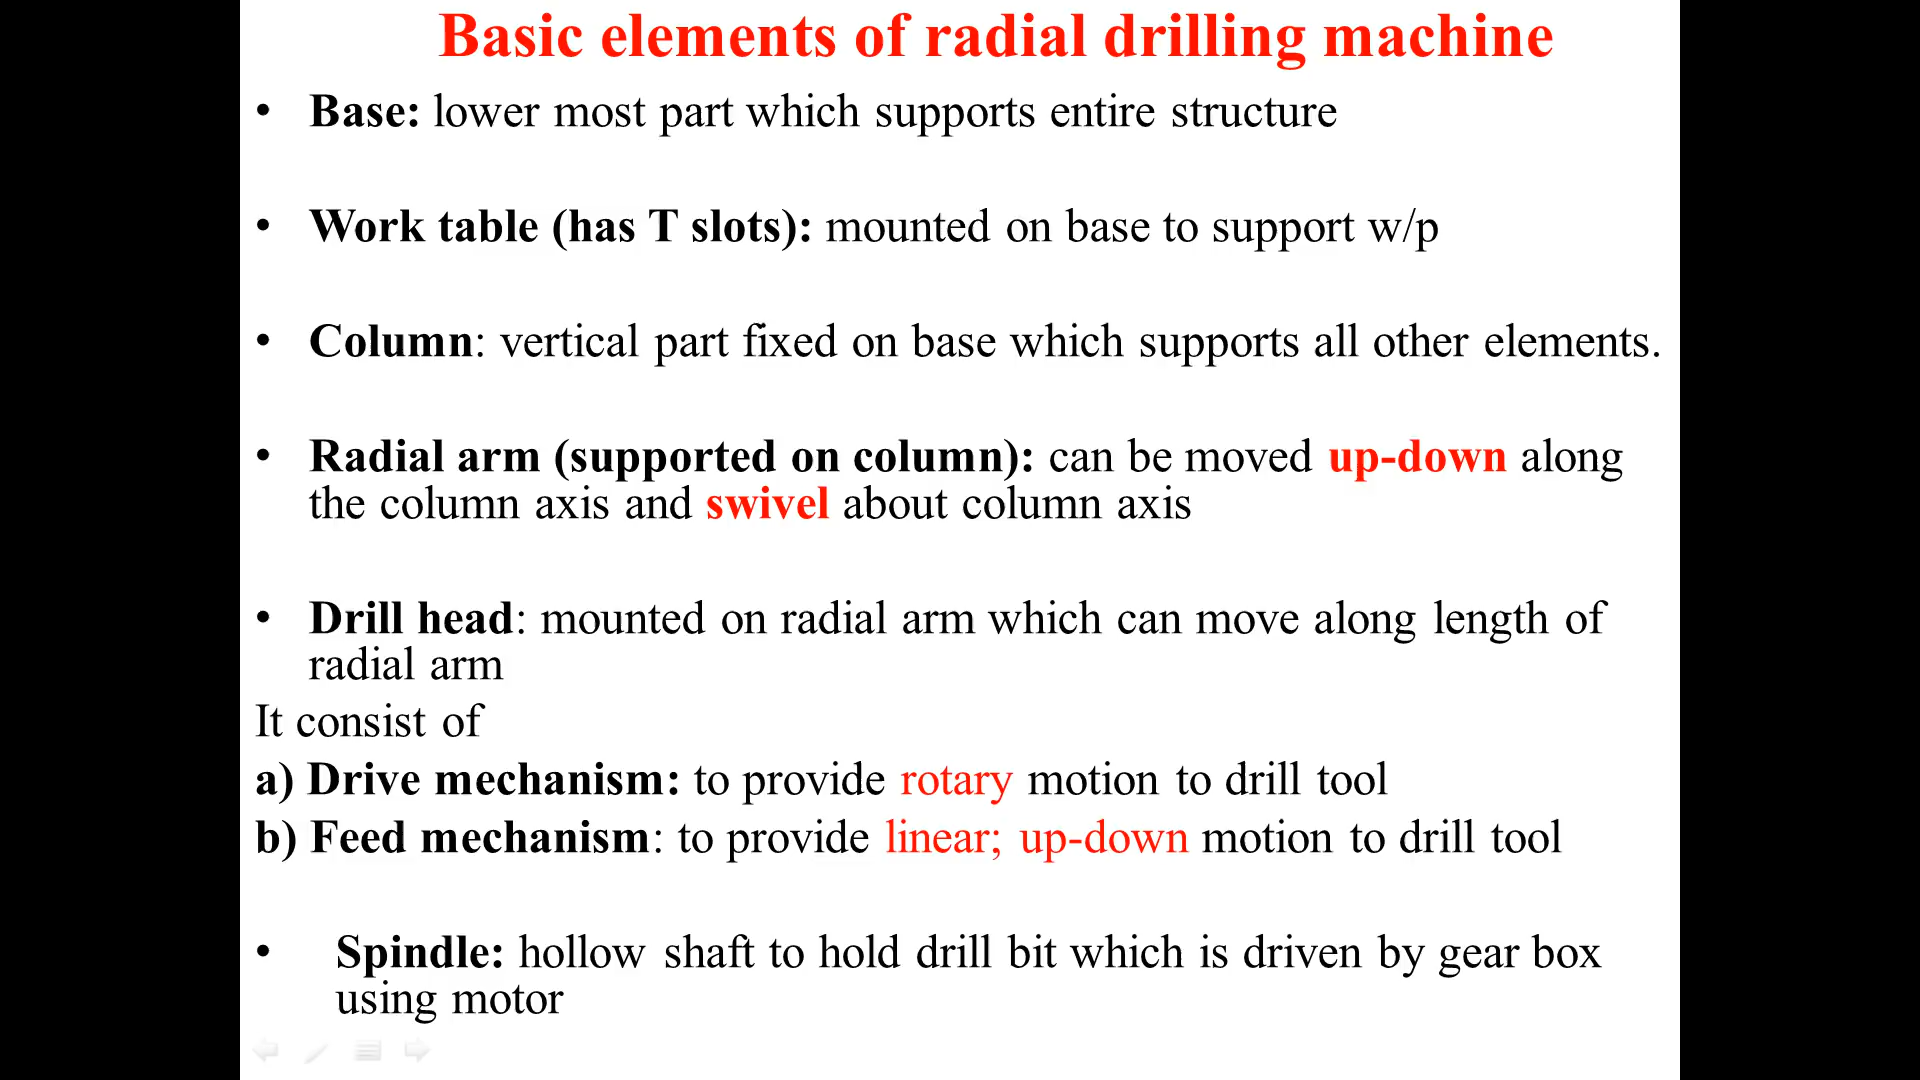 Basic elements of radial drilling machine
• Base: lower most part which supports entire structure
• Work table (has T slots): mounted on base to support w/p
• Column: vertical part fixed on base which supports all other elements.
• Radial arm (supported on column): can be moved up-down along
the column axis and swivel about column axis
• Drill head: mounted on radial arm which can move along length of
radial arm
It consist of
a) Drive mechanism: to provide rotary motion to drill tool
b) Feed mechanism: to provide linear; up-down motion to drill tool
• Spindle: hollow shaft to hold drill bit which is driven by gear box
using motor